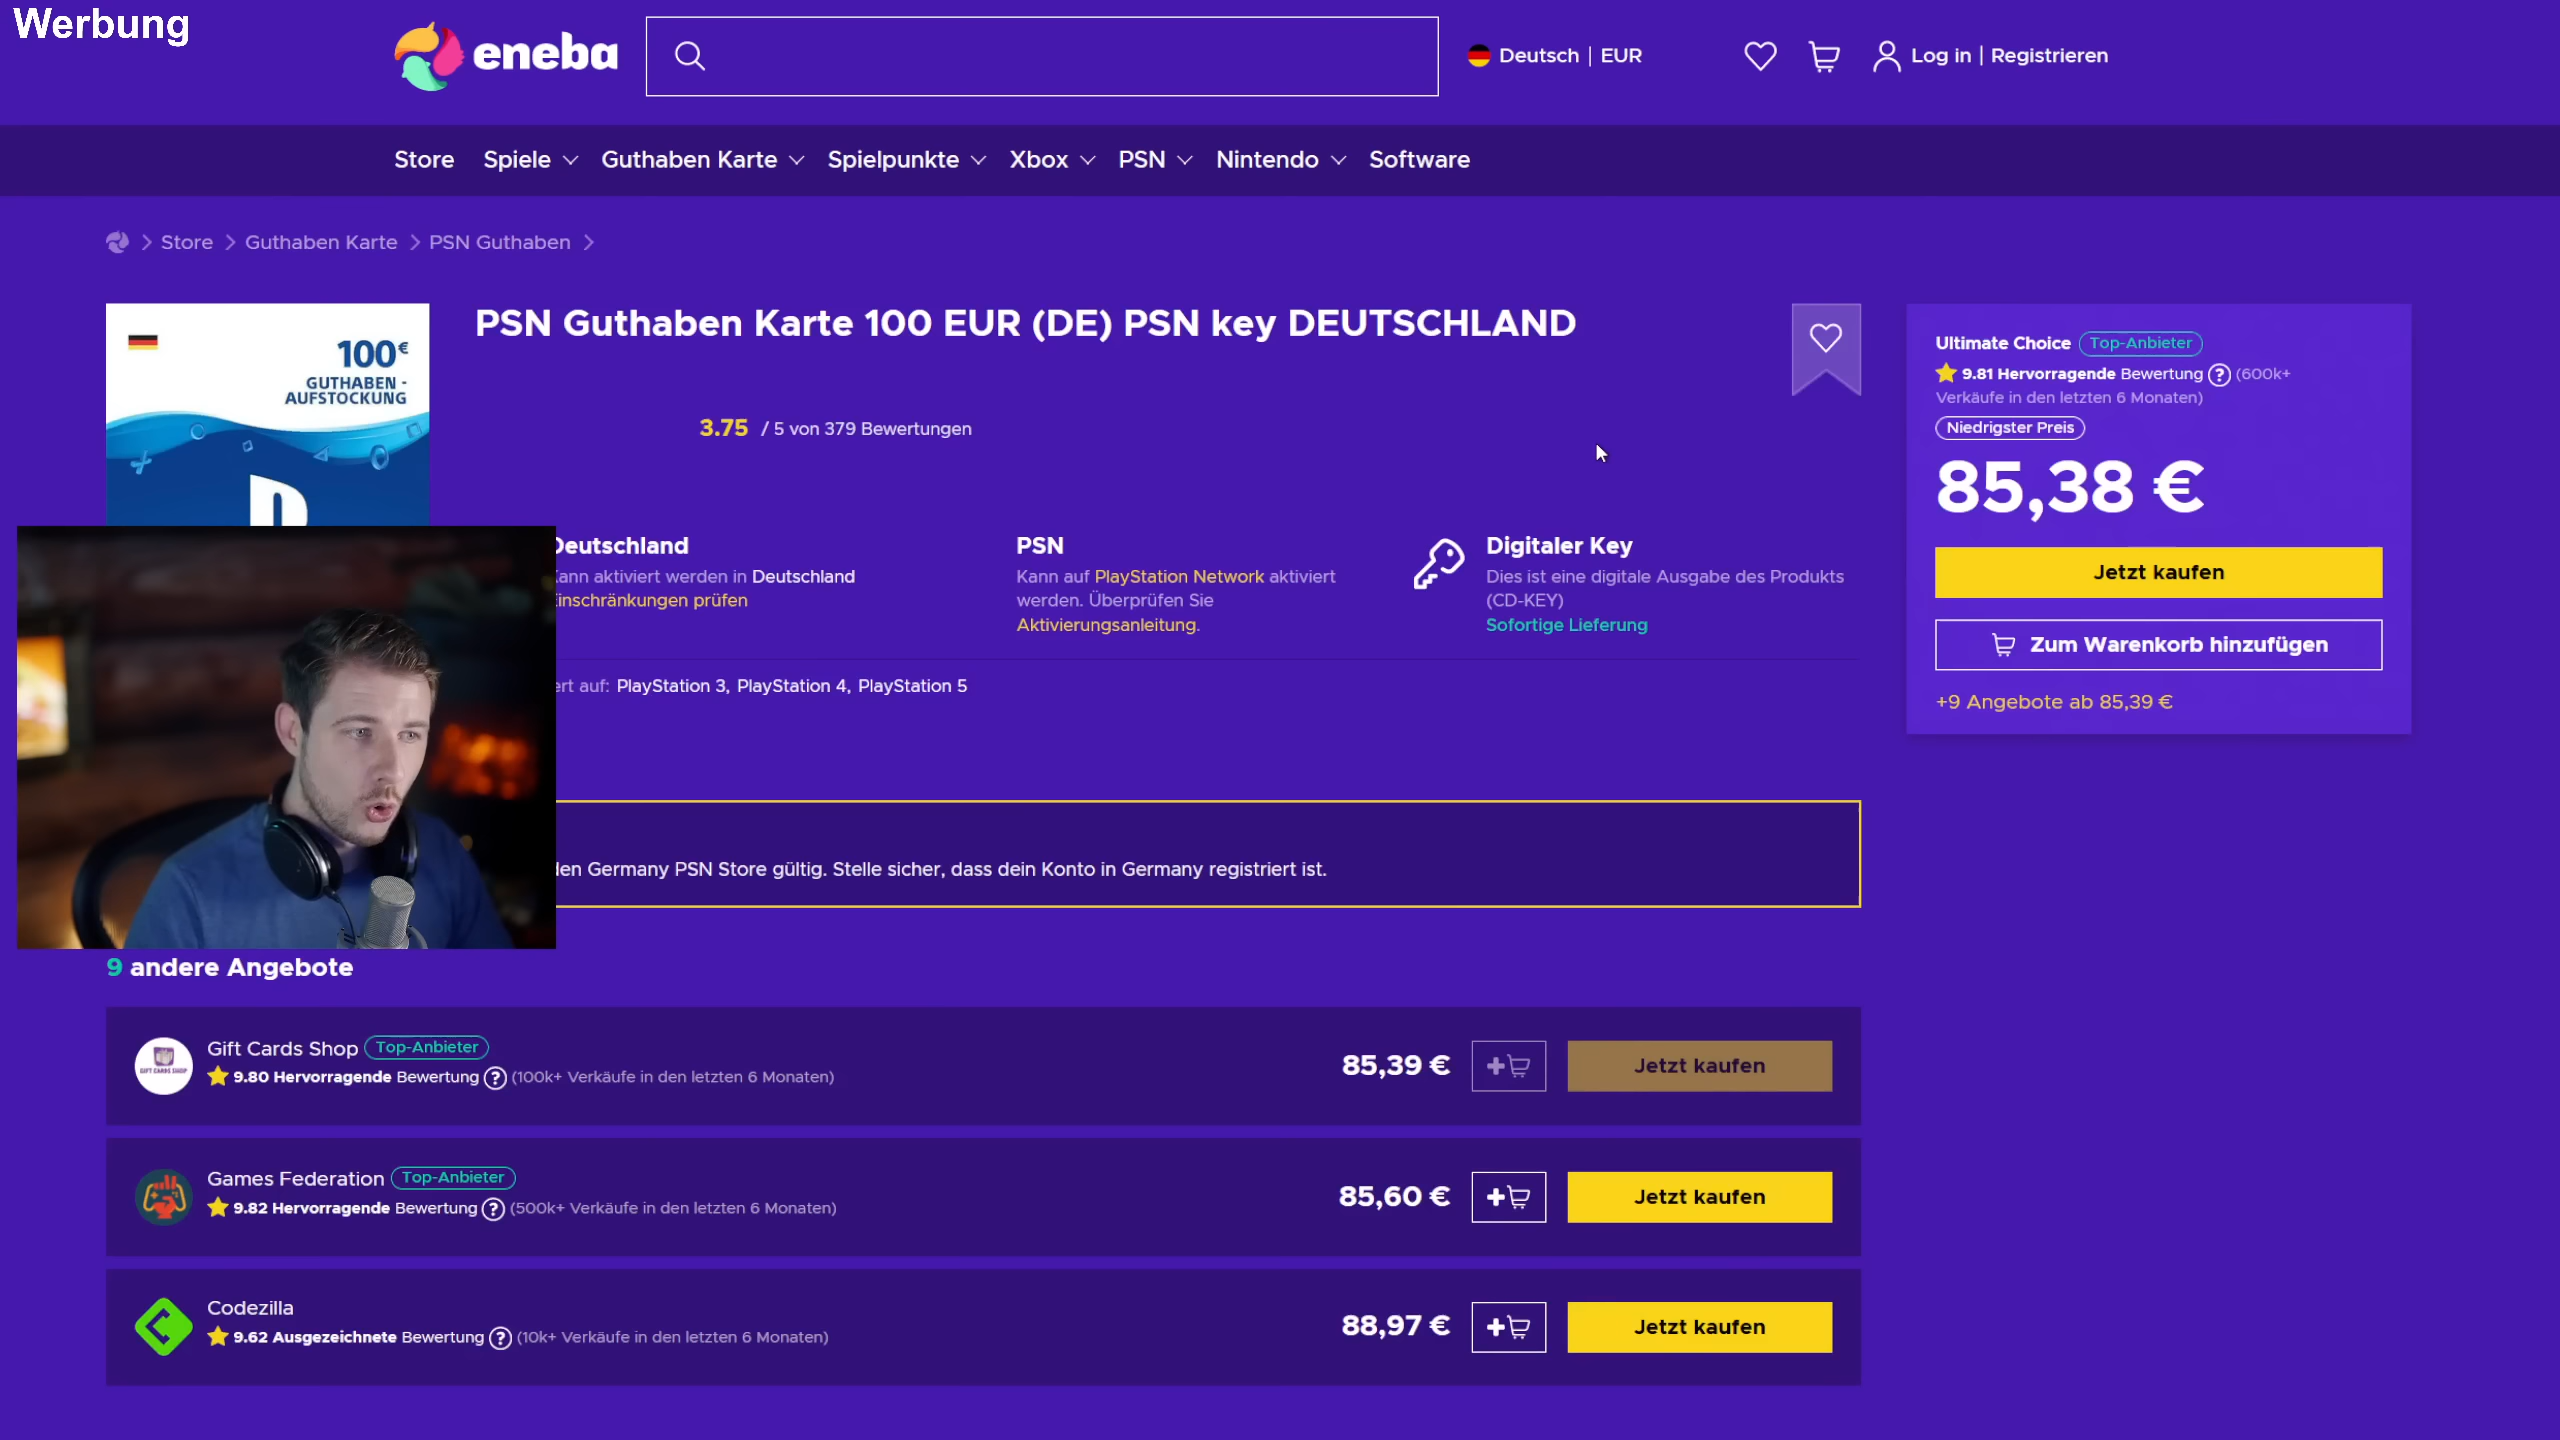 Werbung
eneba
Deutsch | EUR
Log in | Registrieren
Store Spiele Guthaben Karte Spielpunkte Xbox PSN Nintendo Software
Store Guthaben Karte PSN Guthaben
100€
GUTHABEN -
AUFSTOCKUNG
PSN Guthaben Karte 100 EUR (DE) PSN key DEUTSCHLAND
3.75 / 5 von 379 Bewertungen
Ultimate Choice Top-Anbieter
9.81 Hervorragende Bewertung ? (600k+
Verkäufe in den letzten 6 Monaten)
Niedrigster Preis
85,38 €
Jetzt kaufen
Zum Warenkorb hinzufügen
+9 Angebote ab 85,39 €
Deutschland
kann aktiviert werden in Deutschland
Einschränkungen prüfen
PSN
Kann auf PlayStation Network aktiviert
werden. Überprüfen Sie
Aktivierungsanleitung.
Digitaler Key
Dies ist eine digitale Ausgabe des Produkts
(CD-KEY)
Sofortige Lieferung
ert auf: PlayStation 3, PlayStation 4, PlayStation 5
den Germany PSN Store gültig. Stelle sicher, dass dein Konto in Germany registriert ist.
9 andere Angebote
GIFT CARDS SHOP
Gift Cards Shop Top-Anbieter
9.80 Hervorragende Bewertung ? (100k+ Verkäufe in den letzten 6 Monaten)
85,39 € + Jetzt kaufen
Games Federation Top-Anbieter
9.82 Hervorragende Bewertung ? (500k+ Verkäufe in den letzten 6 Monaten)
85,60 € + Jetzt kaufen
Codezilla
9.62 Ausgezeichnete Bewertung ? (10k+ Verkäufe in den letzten 6 Monaten)
88,97 € + Jetzt kaufen